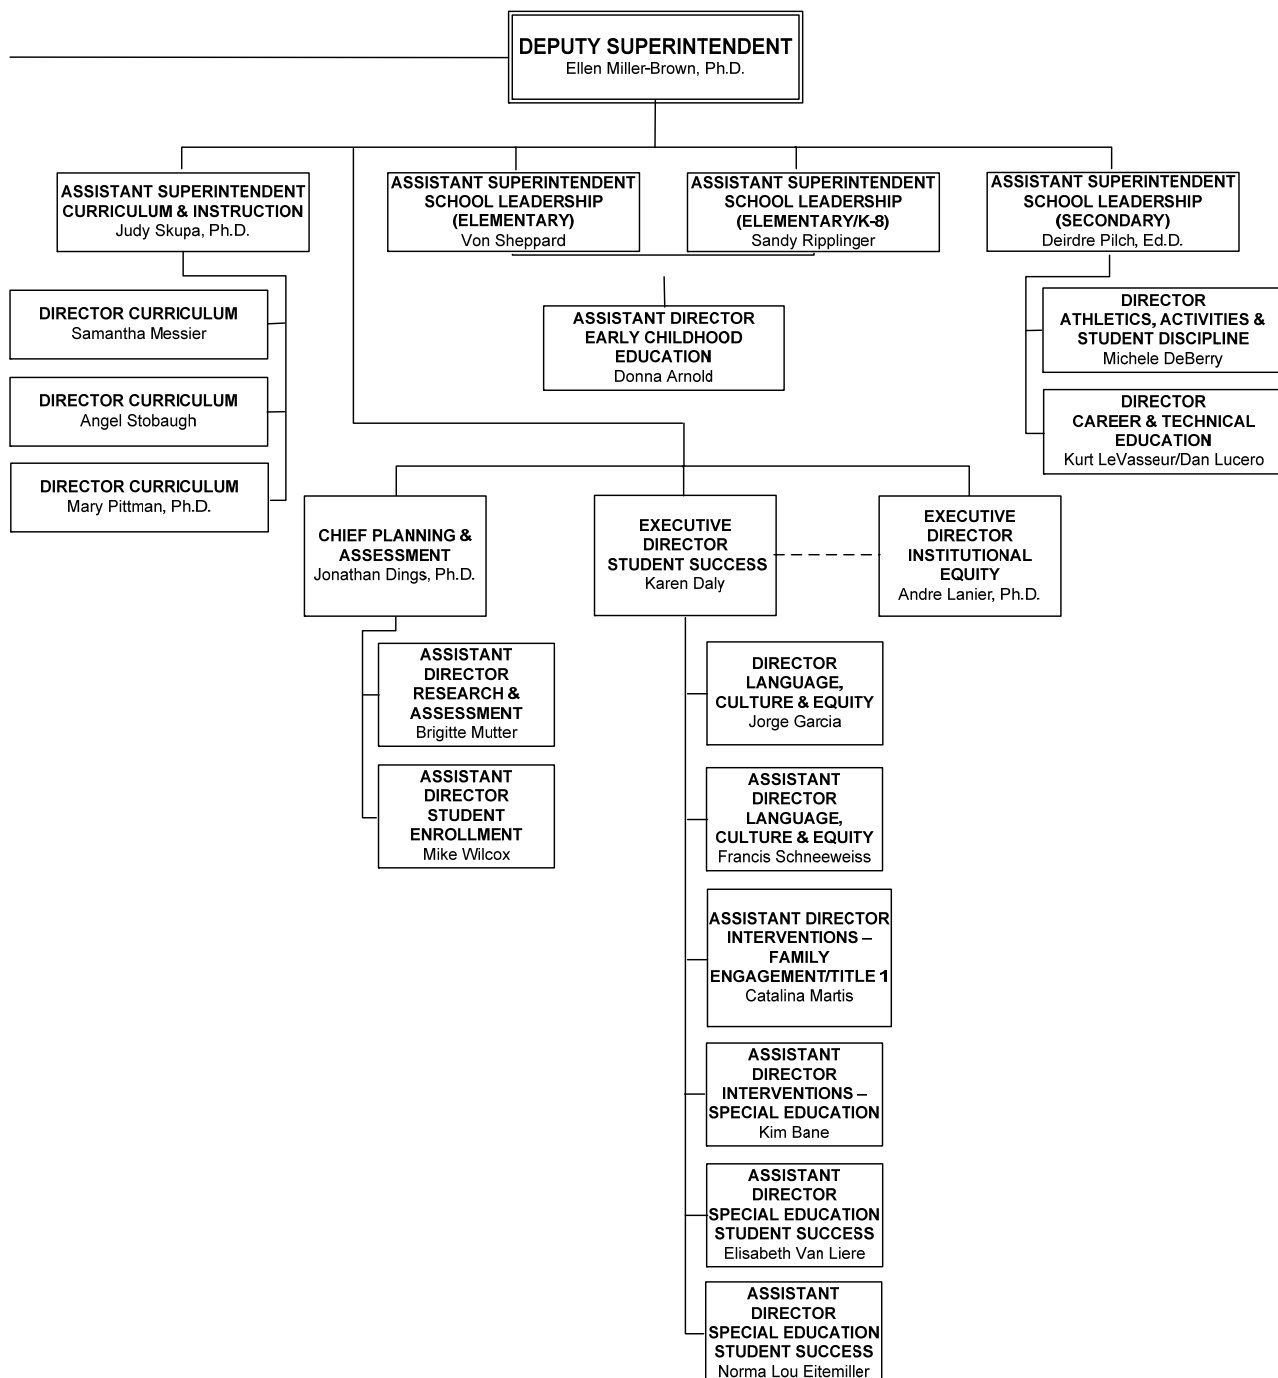 DEPUTY SUPERINTENDENT
Ellen Miller-Brown, Ph.D.
ASSISTANT SUPERINTENDENT
CURRICULUM & INSTRUCTION
Judy Skupa, Ph.D.
ASSISTANT SUPERINTENDENT
SCHOOL LEADERSHIP
(ELEMENTARY)
Von Sheppard
ASSISTANT SUPERINTENDENT
SCHOOL LEADERSHIP
(ELEMENTARY/K-8)
Sandy Ripplinger
ASSISTANT SUPERINTENDENT
SCHOOL LEADERSHIP
(SECONDARY)
Deirdre Pilch, Ed.D.
DIRECTOR CURRICULUM
Samantha Messier
DIRECTOR CURRICULUM
Angel Stobaugh
DIRECTOR CURRICULUM
Mary Pittman, Ph.D.
ASSISTANT DIRECTOR
EARLY CHILDHOOD
EDUCATION
Donna Arnold
DIRECTOR
ATHLETICS, ACTIVITIES &
STUDENT DISCIPLINE
Michele DeBerry
DIRECTOR
CAREER & TECHNICAL
EDUCATION
Kurt LeVasseur/Dan Lucero
CHIEF PLANNING &
ASSESSMENT
Jonathan Dings, Ph.D.
EXECUTIVE
DIRECTOR
STUDENT SUCCESS
Karen Daly
EXECUTIVE
DIRECTOR
INSTITUTIONAL
EQUITY
Andre Lanier, Ph.D.
ASSISTANT
DIRECTOR
RESEARCH &
ASSESSMENT
Brigitte Mutter
ASSISTANT
DIRECTOR
STUDENT
ENROLLMENT
Mike Wilcox
DIRECTOR
LANGUAGE,
CULTURE & EQUITY
Jorge Garcia
ASSISTANT
DIRECTOR
LANGUAGE,
CULTURE & EQUITY
Francis Schneeweiss
ASSISTANT DIRECTOR
INTERVENTIONS –
FAMILY
ENGAGEMENT/TITLE 1
Catalina Martis
ASSISTANT
DIRECTOR
INTERVENTIONS –
SPECIAL EDUCATION
Kim Bane
ASSISTANT
DIRECTOR
SPECIAL EDUCATION
STUDENT SUCCESS
Elisabeth Van Liere
ASSISTANT
DIRECTOR
SPECIAL EDUCATION
STUDENT SUCCESS
Norma Lou Eitemiller